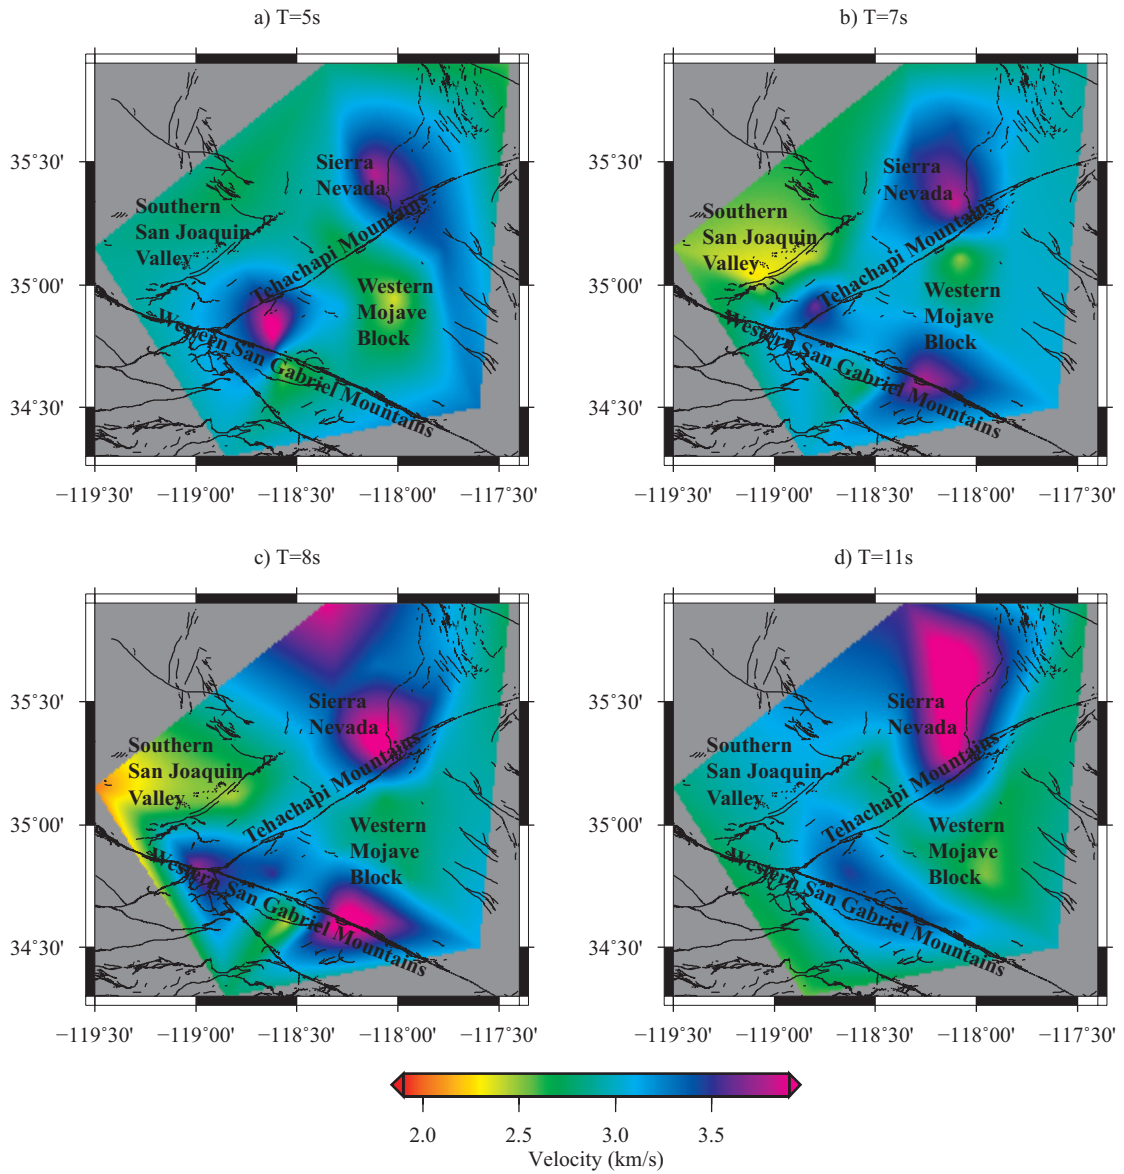 a) T=5s
b) T=7s
35˚30'
35˚00'
34˚30'
−119˚30'
−119˚00'
−118˚30'
−118˚00'
−117˚30'
Sierra
Nevada
Southern
San Joaquin
Valley
Tehachapi Mountains
Western
Mojave
Block
Western San Gabriel Mountains
35˚30'
35˚00'
34˚30'
−119˚30'
−119˚00'
−118˚30'
−118˚00'
−117˚30'
Sierra
Nevada
Southern
San Joaquin
Valley
Tehachapi Mountains
Western
Mojave
Block
Western San Gabriel Mountains
c) T=8s
d) T=11s
35˚30'
35˚00'
34˚30'
−119˚30'
−119˚00'
−118˚30'
−118˚00'
−117˚30'
Sierra
Nevada
Southern
San Joaquin
Valley
Tehachapi Mountains
Western
Mojave
Block
Western San Gabriel Mountains
35˚30'
35˚00'
34˚30'
−119˚30'
−119˚00'
−118˚30'
−118˚00'
−117˚30'
Sierra
Nevada
Southern
San Joaquin
Valley
Tehachapi Mountains
Western
Mojave
Block
Western San Gabriel Mountains
2.0 2.5 3.0 3.5
Velocity (km/s)